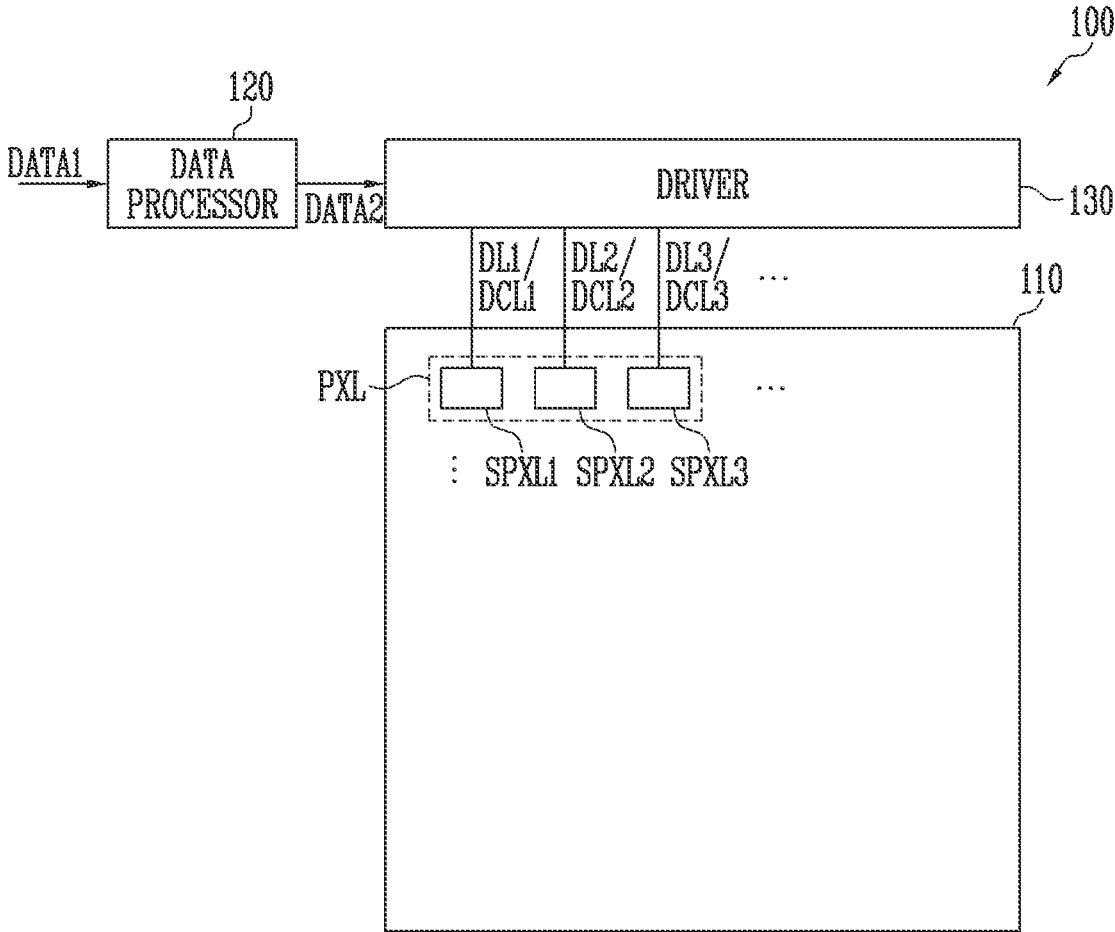 100
120
DATA1
DATA
PROCESSOR
DATA2
DRIVER
130
DL1/
DCL1
DL2/
DCL2
DL3/
DCL3
...
110
PXL
...
⋮
SPXL1
SPXL2
SPXL3